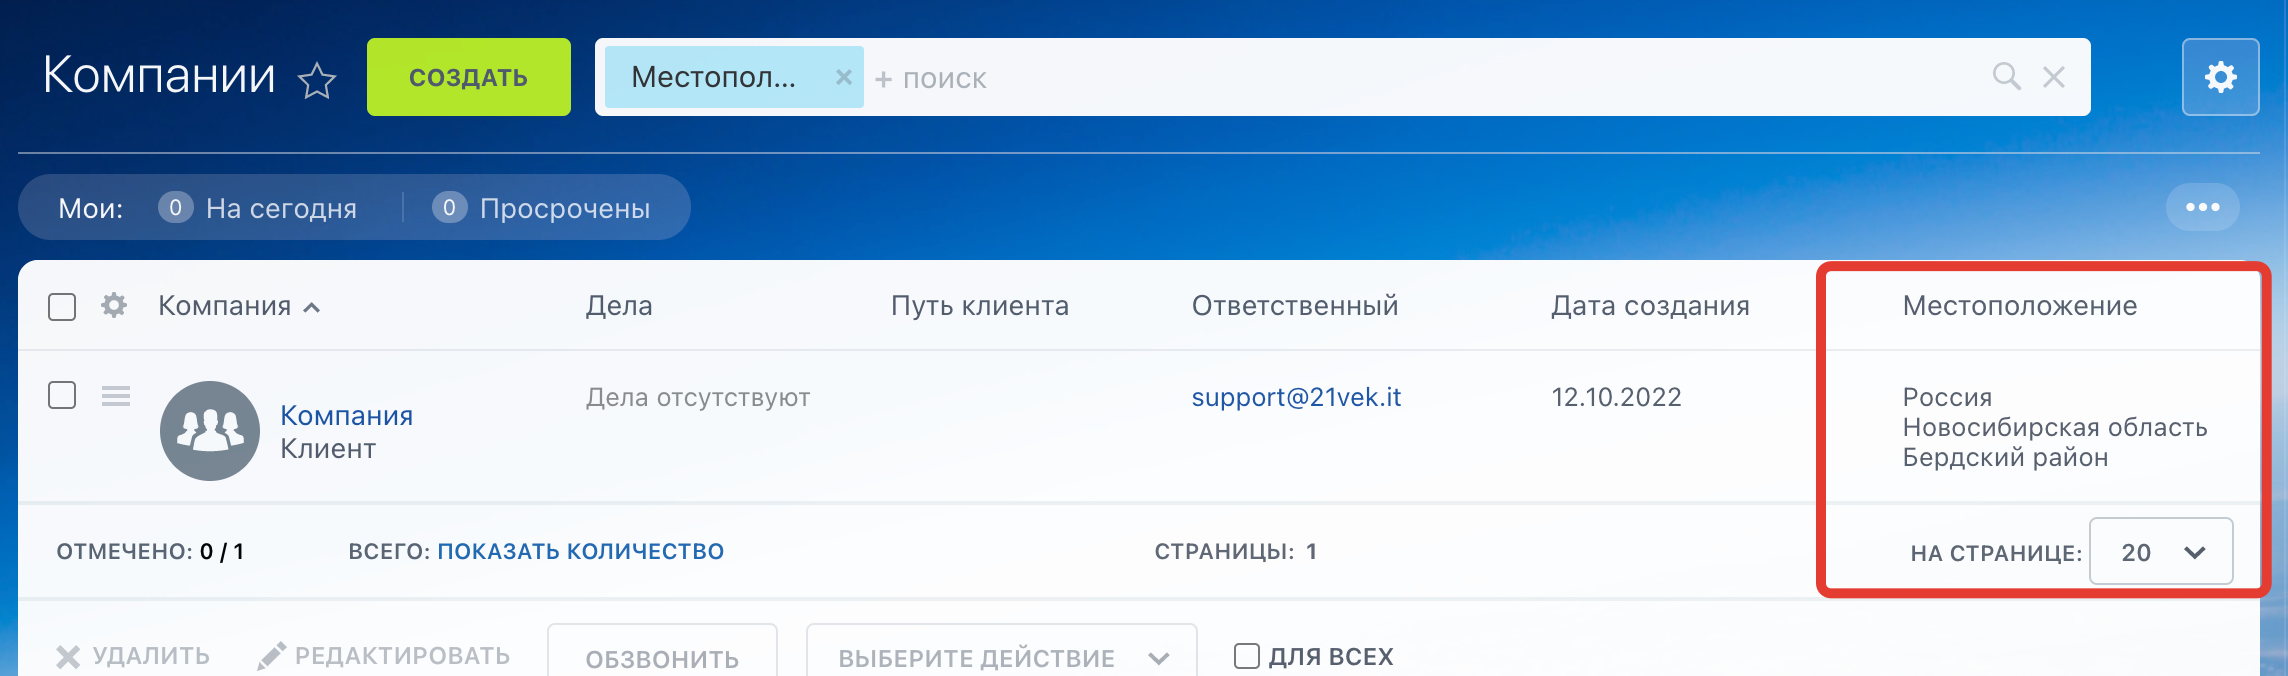 Компании
СОЗДАТЬ
Местопол... × + поиск
Мои: 0 На сегодня 0 Просрочены
Компания Дела Путь клиента Ответственный Дата создания Местоположение
Компания
Клиент
Дела отсутствуют
support@21vek.it
12.10.2022
Россия
Новосибирская область
Бердский район
ОТМЕЧЕНО: 0 / 1 ВСЕГО: ПОКАЗАТЬ КОЛИЧЕСТВО СТРАНИЦЫ: 1 НА СТРАНИЦЕ: 20
УДАЛИТЬ РЕДАКТИРОВАТЬ ОБЗВОНИТЬ ВЫБЕРИТЕ ДЕЙСТВИЕ ДЛЯ ВСЕХ